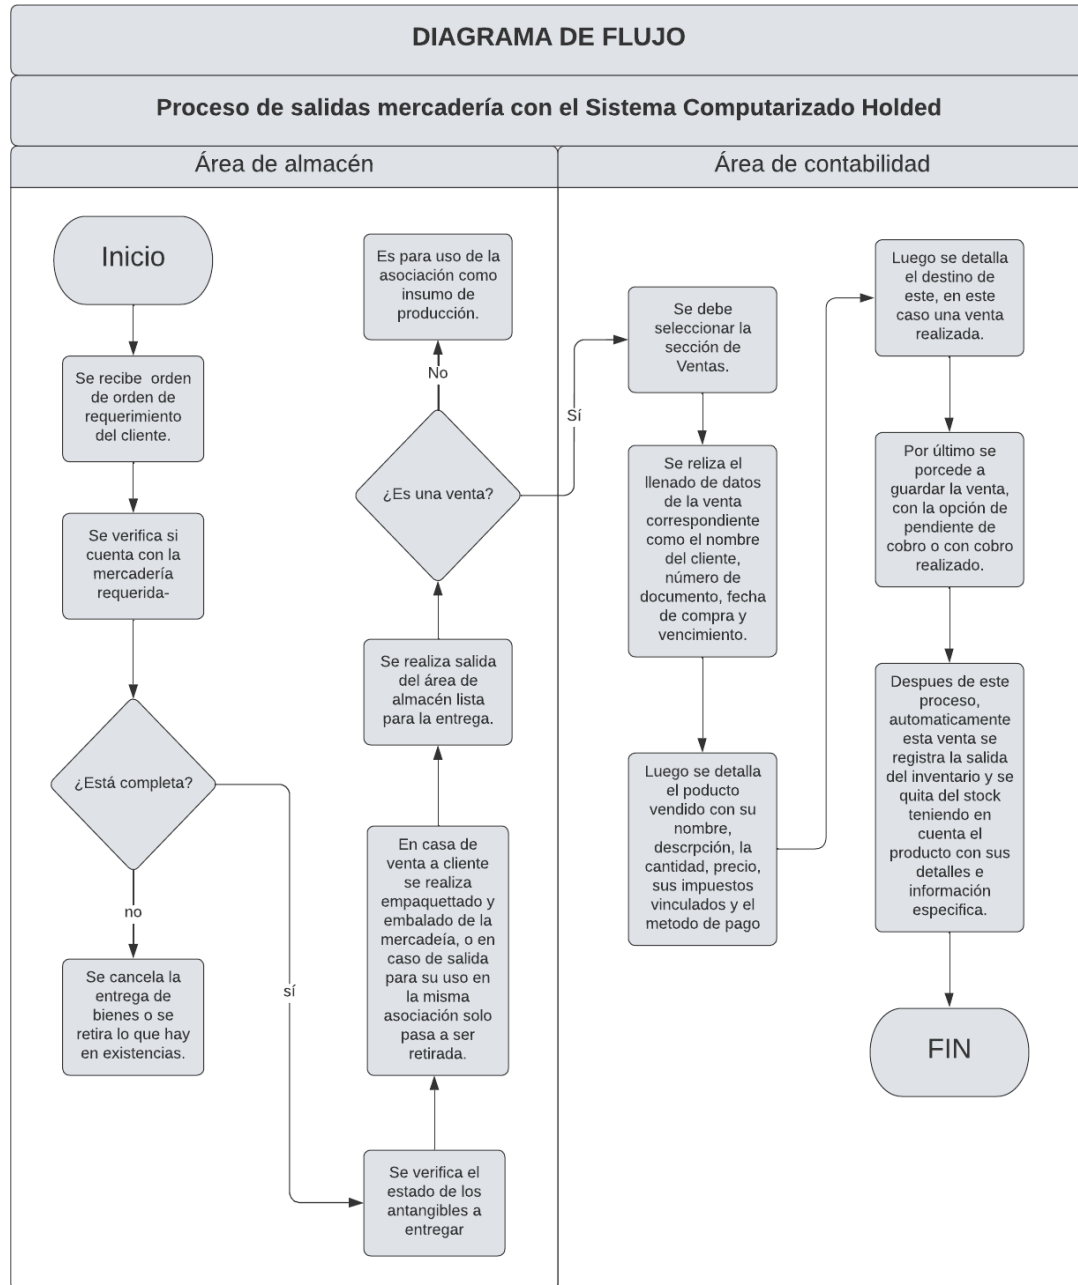 DIAGRAMA DE FLUJO
Proceso de salidas mercadería con el Sistema Computarizado Holded
Área de almacén
Área de contabilidad
Inicio
Se recibe orden
de orden de
requerimiento
del cliente.
Se verifica si
cuenta con la
mercadería
requerida-
¿Está completa?
no
Se cancela la
entrega de
bienes o se
retira lo que hay
en existencias.
sí
Se verifica el
estado de los
antangibles a
entregar
En casa de
venta a cliente
se realiza
empaquettado y
embalado de la
mercadeía, o en
caso de salida
para su uso en
la misma
asociación solo
pasa a ser
retirada.
Se realiza salida
del área de
almacén lista
para la entrega.
¿Es una venta?
No
Es para uso de la
asociación como
insumo de
producción.
Sí
Se debe
seleccionar la
sección de
Ventas.
Se reliza el
llenado de datos
de la venta
correspondiente
como el nombre
del cliente,
número de
documento, fecha
de compra y
vencimiento.
Luego se detalla
el poducto
vendido con su
nombre,
descrpción, la
cantidad, precio,
sus impuestos
vinculados y el
metodo de pago
Luego se detalla
el destino de
este, en este
caso una venta
realizada.
Por último se
porcede a
guardar la venta,
con la opción de
pendiente de
cobro o con cobro
realizado.
Despues de este
proceso,
automaticamente
esta venta se
registra la salida
del inventario y se
quita del stock
teniendo en
cuenta el
producto con sus
detalles e
información
especifica.
FIN